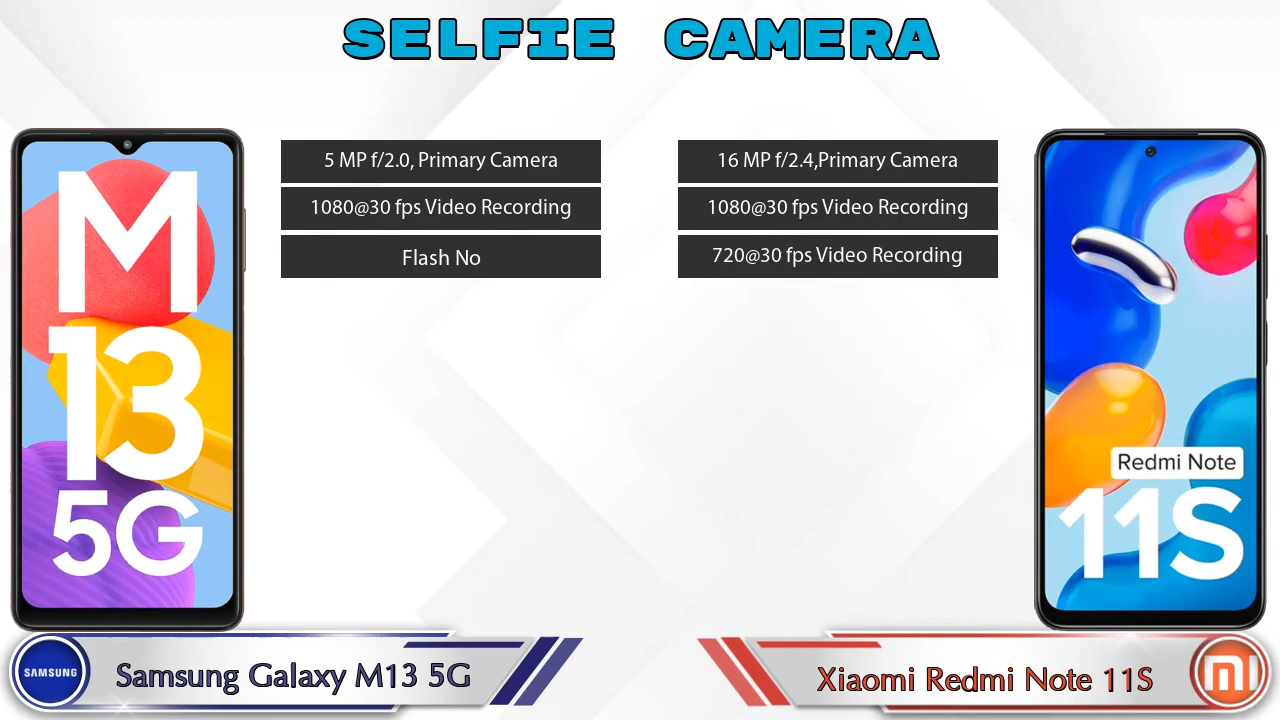 SELFIE CAMERA
5 MP f/2.0, Primary Camera
1080@30 fps Video Recording
Flash No
16 MP f/2.4,Primary Camera
1080@30 fps Video Recording
720@30 fps Video Recording
M
13
5G
Redmi Note
11S
SAMSUNG
Samsung Galaxy M13 5G
Xiaomi Redmi Note 11S
MI